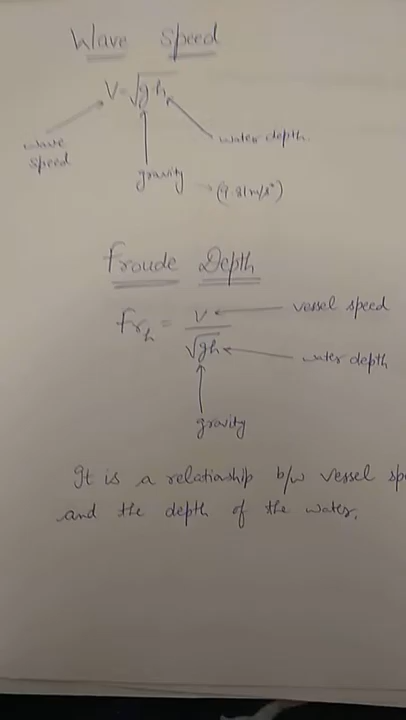 Wave Speed
V = √gh
wave speed
water depth.
gravity → (9.81m/s²)
Froude Depth
Frh = V / √gh
vessel speed
water depth
gravity
It is a relationship b/w vessel sp
and the depth of the water.